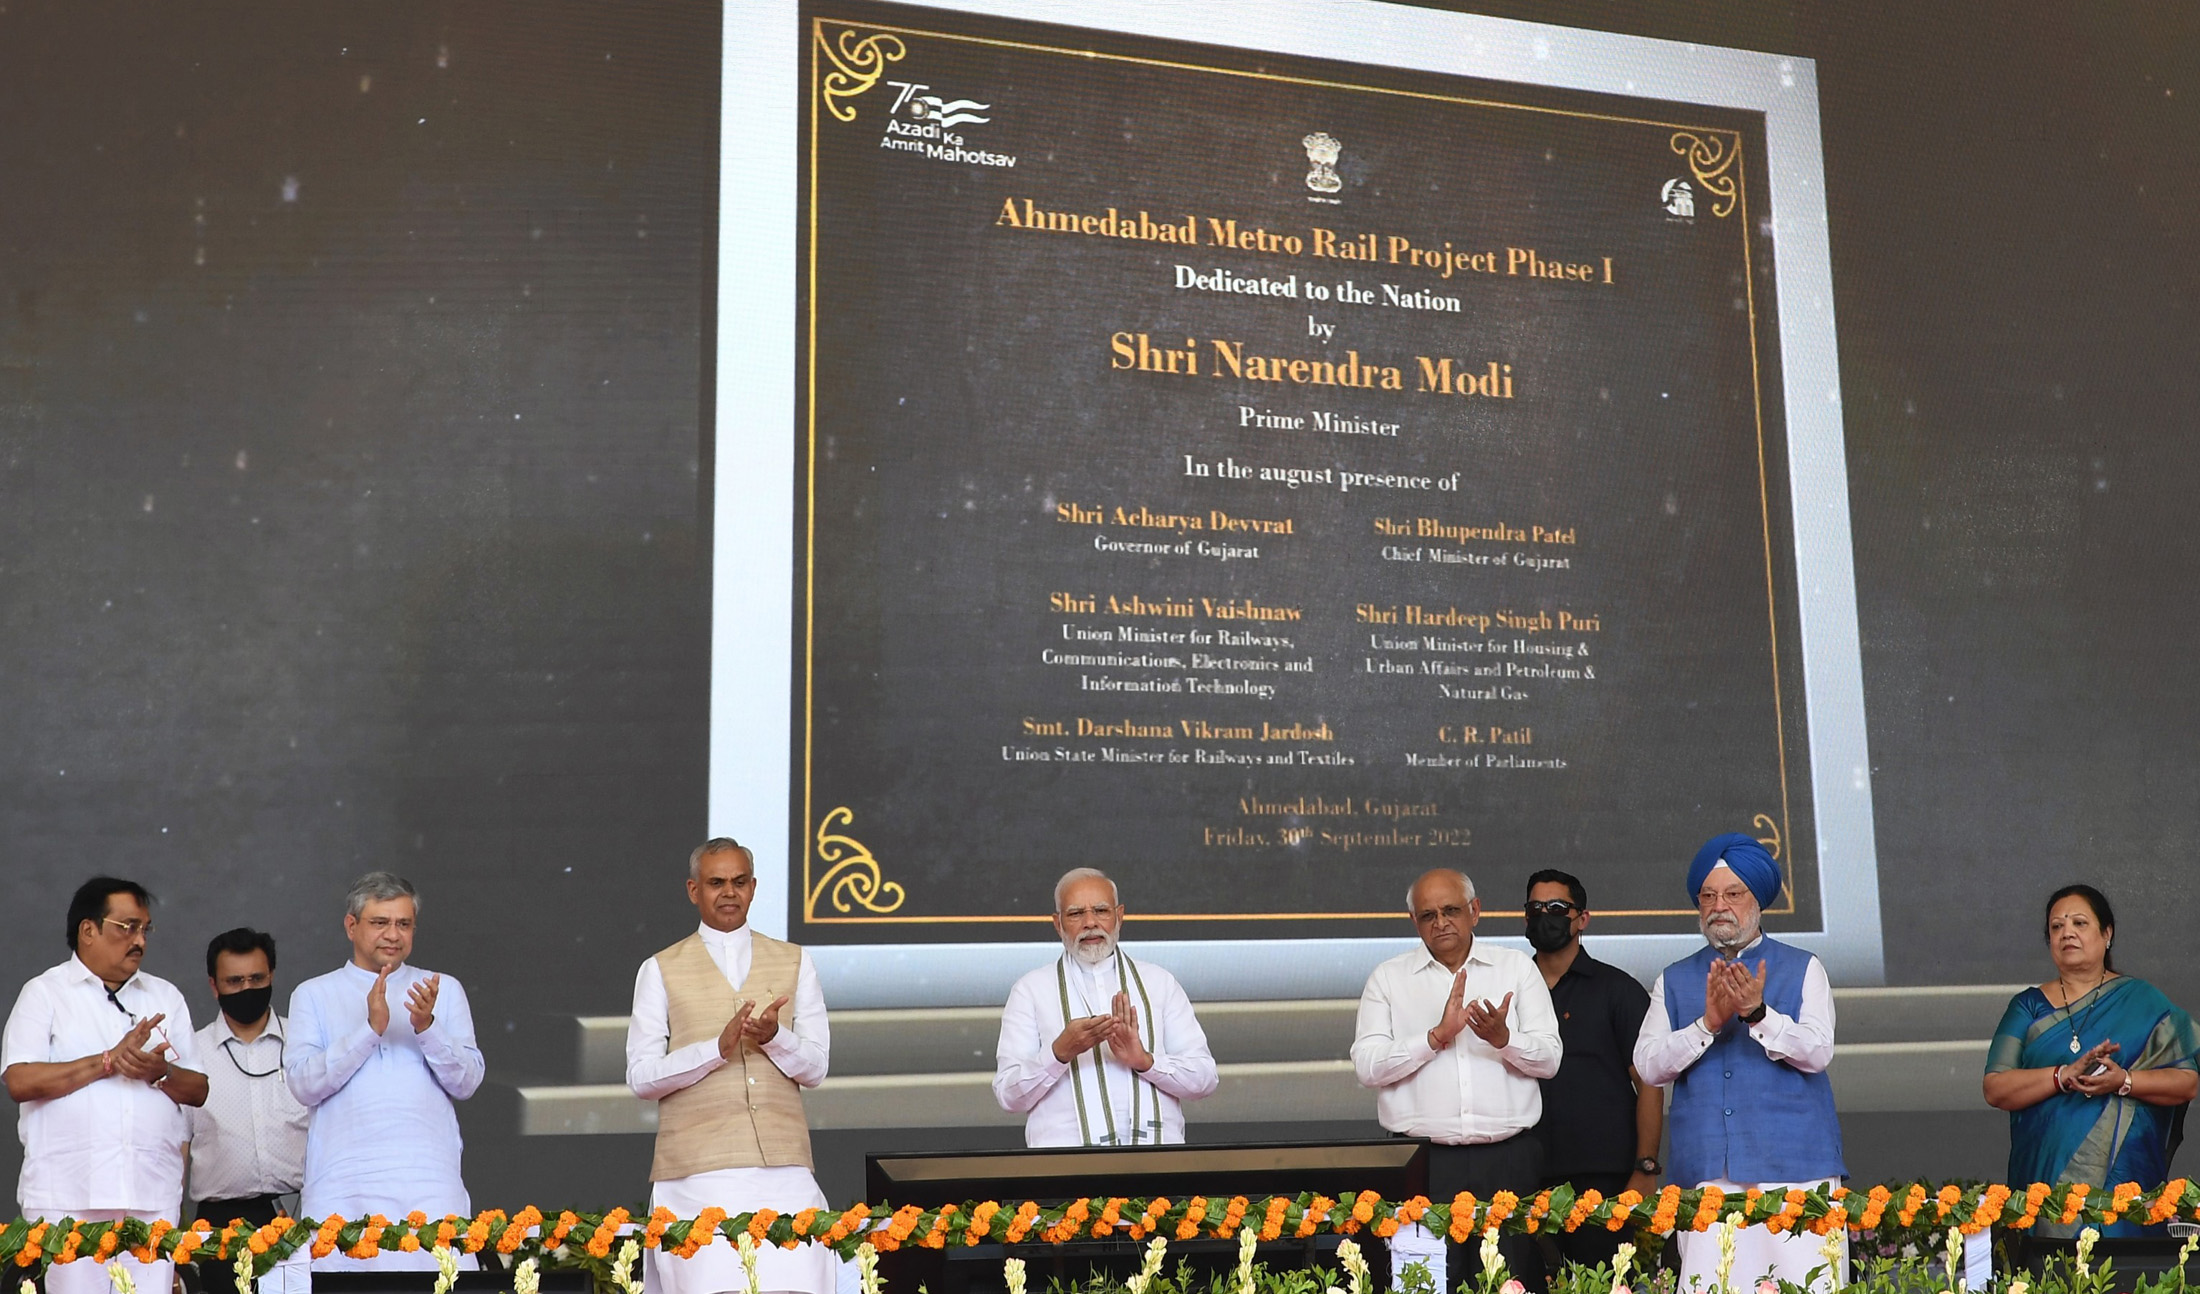 75
Azadi Ka
Amrit Mahotsav
Ahmedabad Metro Rail Project Phase I
Dedicated to the Nation
by
Shri Narendra Modi
Prime Minister
In the august presence of
Shri Acharya Devvrat
Governor of Gujarat
Shri Bhupendra Patel
Chief Minister of Gujarat
Shri Ashwini Vaishnaw
Union Minister for Railways,
Communications, Electronics and
Information Technology
Shri Hardeep Singh Puri
Union Minister for Housing &
Urban Affairs and Petroleum &
Natural Gas
Smt. Darshana Vikram Jardosh
Union State Minister for Railways and Textiles
C. R. Patil
Member of Parliaments
Ahmedabad, Gujarat
Friday, 30th September 2022